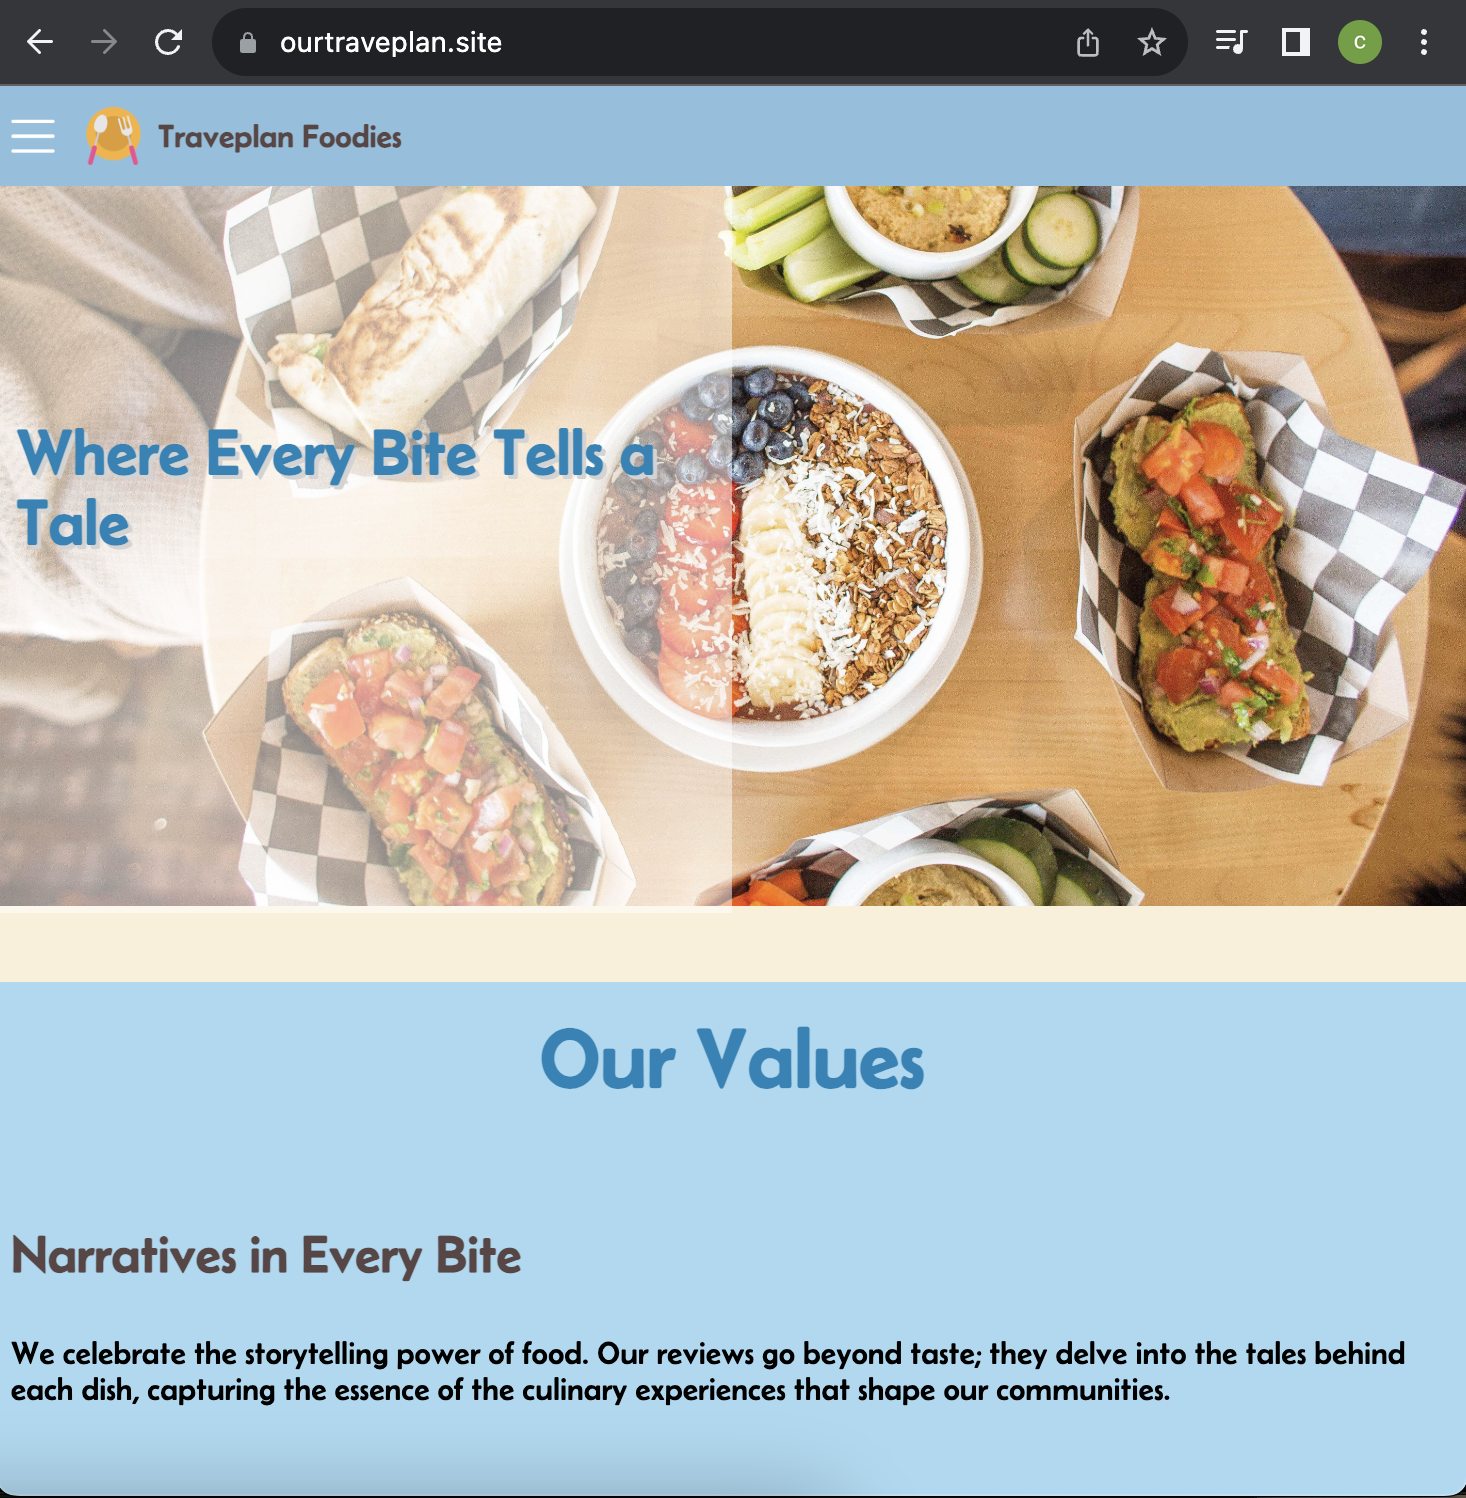 ourtraveplan.site
C
Traveplan Foodies
Where Every Bite Tells a
Tale
Our Values
Narratives in Every Bite
We celebrate the storytelling power of food. Our reviews go beyond taste; they delve into the tales behind
each dish, capturing the essence of the culinary experiences that shape our communities.